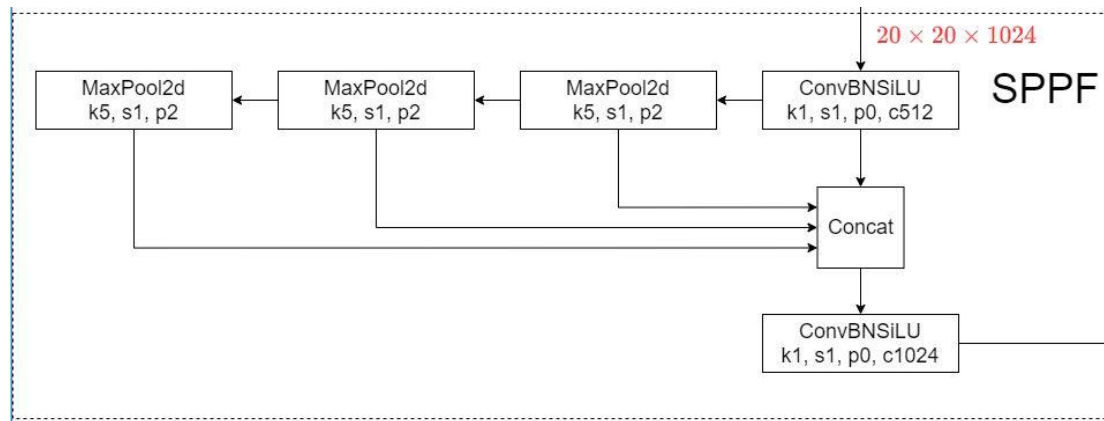 20 × 20 × 1024
SPPF
MaxPool2d
k5, s1, p2
MaxPool2d
k5, s1, p2
MaxPool2d
k5, s1, p2
ConvBNSiLU
k1, s1, p0, c512
Concat
ConvBNSiLU
k1, s1, p0, c1024